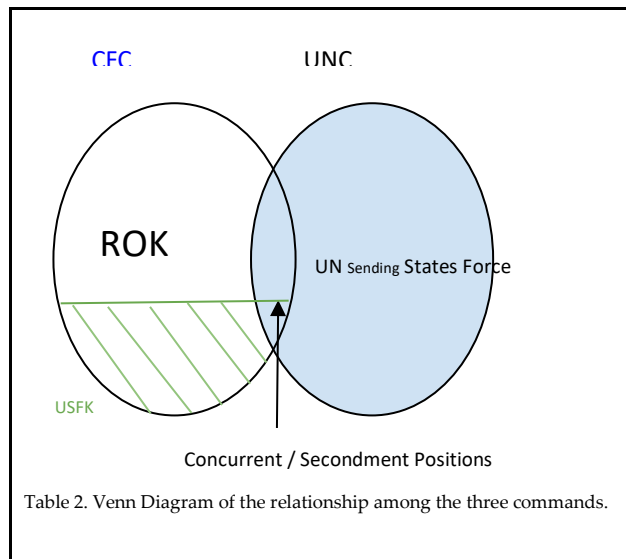 CFC UNC
ROK
UN Sending States Force
USFK
Concurrent / Secondment Positions
Table 2. Venn Diagram of the relationship among the three commands.